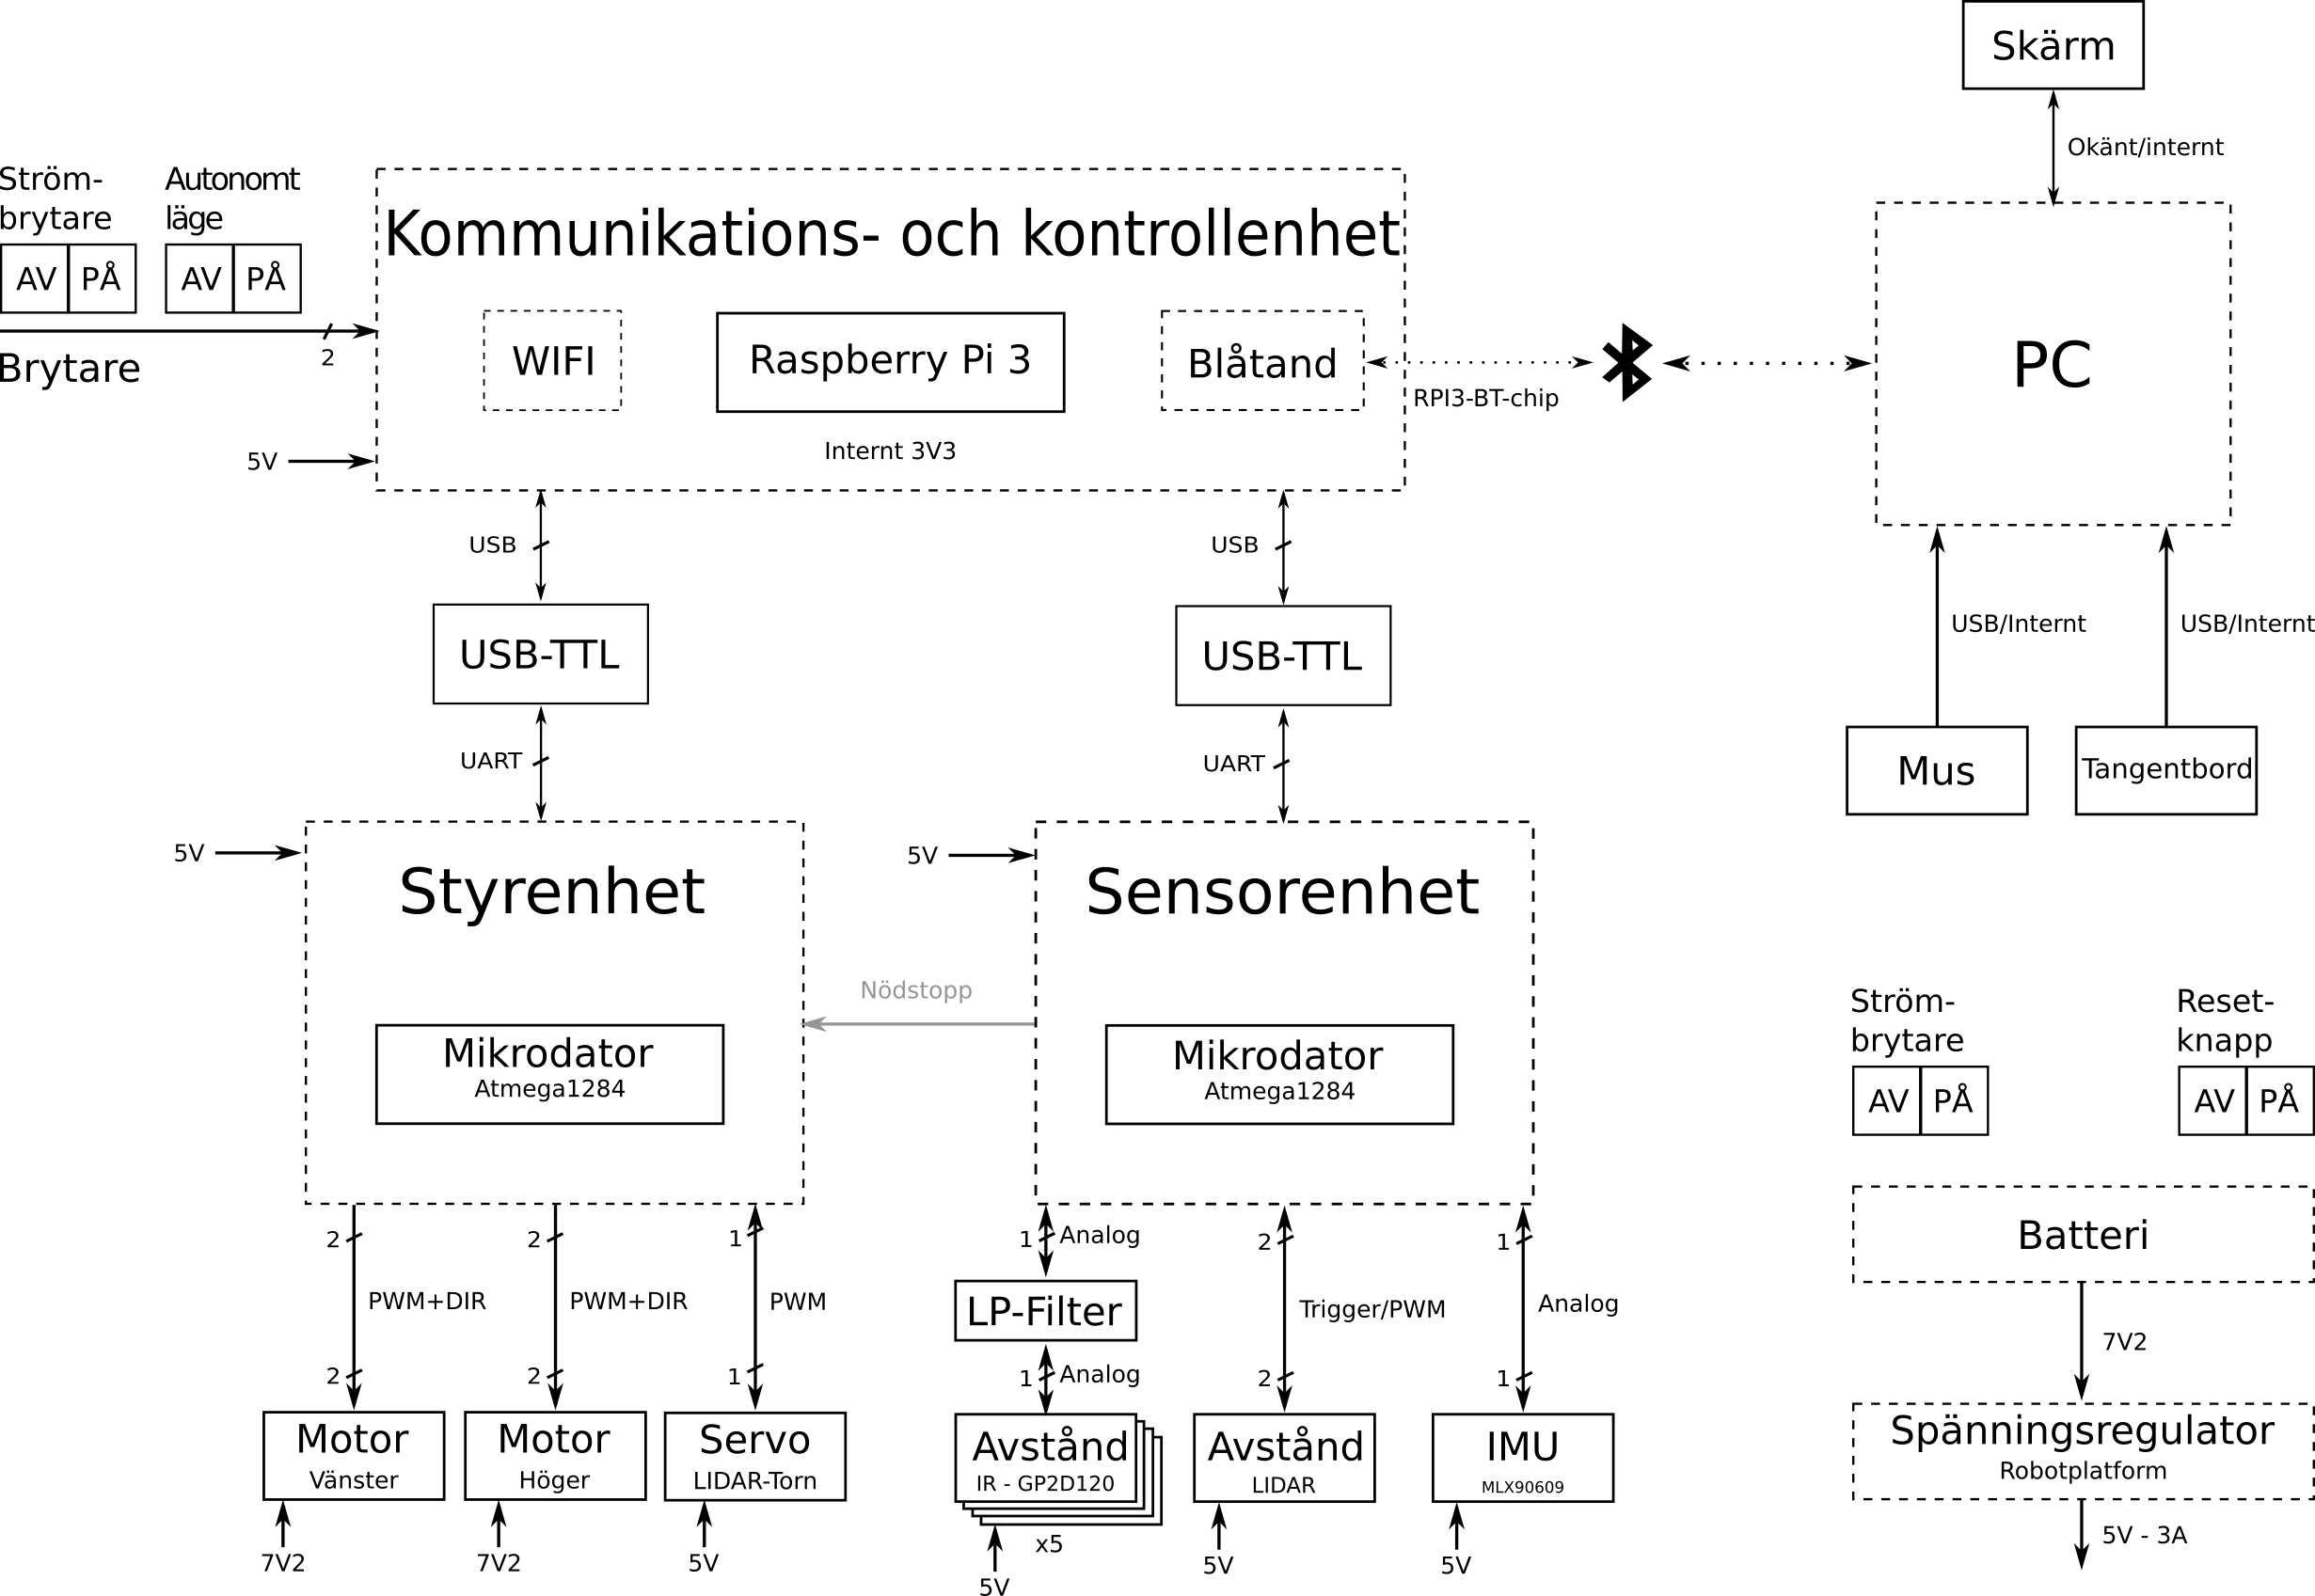 Skärm
Okänt/internt
Ström-
brytare
AV PÅ
Autonomt
läge
AV PÅ
2
Brytare
5V
Kommunikations- och kontrollenhet
WIFI
Raspberry Pi 3
Blåtand
Internt 3V3
RPI3-BT-chip
PC
USB
USB
USB-TTL
USB-TTL
USB/Internt
USB/Internt
UART
UART
Mus
Tangentbord
5V
Styrenhet
Mikrodator
Atmega1284
Nödstopp
5V
Sensorenhet
Mikrodator
Atmega1284
Ström-
brytare
AV PÅ
Reset-
knapp
AV PÅ
Batteri
7V2
Spänningsregulator
Robotplatform
5V - 3A
2
PWM+DIR
2
Motor
Vänster
7V2
2
PWM+DIR
2
Motor
Höger
7V2
1
PWM
1
Servo
LIDAR-Torn
5V
1
Analog
LP-Filter
1
Analog
Avstånd
IR - GP2D120
x5
5V
2
Trigger/PWM
2
Avstånd
LIDAR
5V
1
Analog
1
IMU
MLX90609
5V